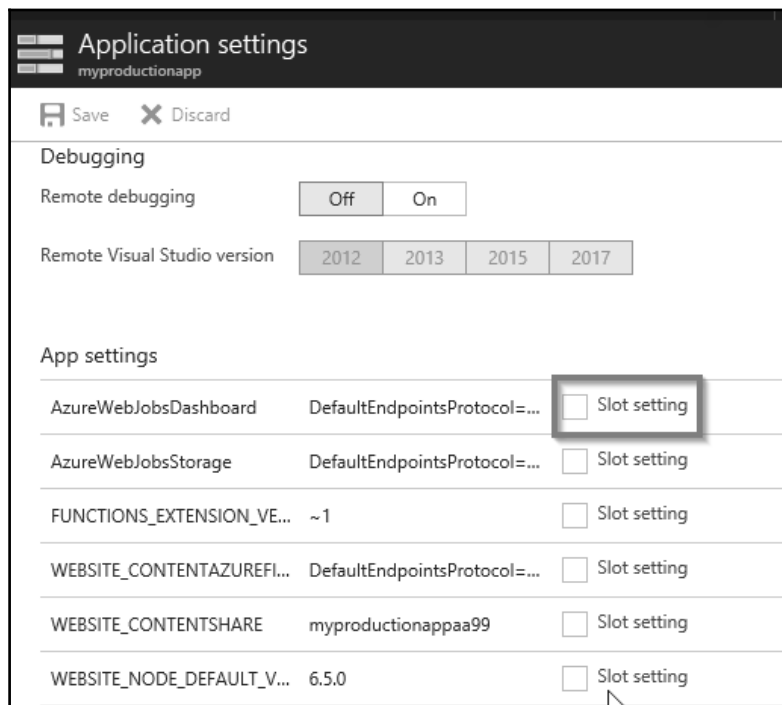 Application settings
myproductionapp
Save Discard
Debugging
Remote debugging Off On
Remote Visual Studio version 2012 2013 2015 2017
App settings
AzureWebJobsDashboard DefaultEndpointsProtocol=... Slot setting
AzureWebJobsStorage DefaultEndpointsProtocol=... Slot setting
FUNCTIONS_EXTENSION_VE... ~1 Slot setting
WEBSITE_CONTENTAZUREFI... DefaultEndpointsProtocol=... Slot setting
WEBSITE_CONTENTSHARE myproductionappaa99 Slot setting
WEBSITE_NODE_DEFAULT_V... 6.5.0 Slot setting